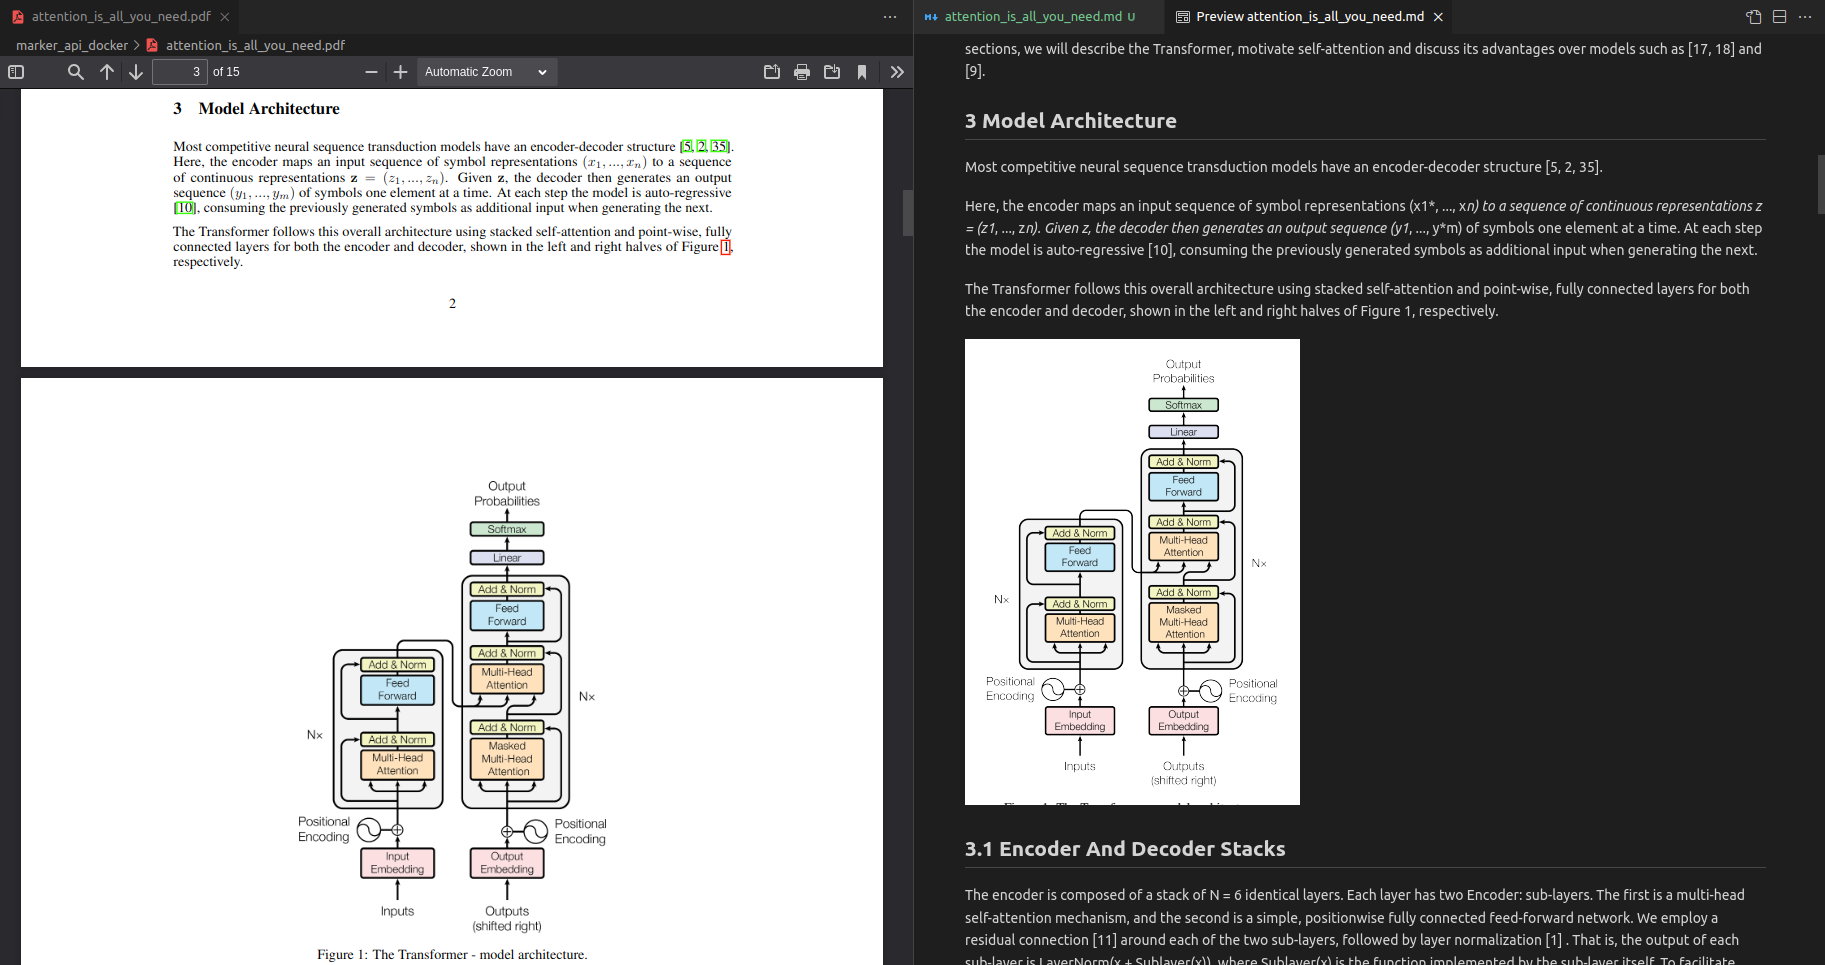 attention_is_all_you_need.pdf
marker_api_docker > attention_is_all_you_need.pdf
3 of 15
Automatic Zoom
3 Model Architecture
Most competitive neural sequence transduction models have an encoder-decoder structure [5, 2, 35].
Here, the encoder maps an input sequence of symbol representations (x1, ..., xn) to a sequence
of continuous representations z = (z1, ..., zn). Given z, the decoder then generates an output
sequence (y1, ..., ym) of symbols one element at a time. At each step the model is auto-regressive
[10], consuming the previously generated symbols as additional input when generating the next.
The Transformer follows this overall architecture using stacked self-attention and point-wise, fully
connected layers for both the encoder and decoder, shown in the left and right halves of Figure 1,
respectively.
2
Output
Probabilities
Softmax
Linear
Add & Norm
Feed
Forward
Add & Norm
Multi-Head
Attention
Add & Norm
Masked
Multi-Head
Attention
Nx
Add & Norm
Feed
Forward
Add & Norm
Multi-Head
Attention
Nx
Positional
Encoding
Positional
Encoding
Input
Embedding
Output
Embedding
Inputs
Outputs
(shifted right)
Figure 1: The Transformer - model architecture.
attention_is_all_you_need.md U
Preview attention_is_all_you_need.md
sections, we will describe the Transformer, motivate self-attention and discuss its advantages over models such as [17, 18] and
[9].
3 Model Architecture
Most competitive neural sequence transduction models have an encoder-decoder structure [5, 2, 35].
Here, the encoder maps an input sequence of symbol representations (x1*, ..., xn) to a sequence of continuous representations z
= (z1, ..., zn). Given z, the decoder then generates an output sequence (y1, ..., y*m) of symbols one element at a time. At each step
the model is auto-regressive [10], consuming the previously generated symbols as additional input when generating the next.
The Transformer follows this overall architecture using stacked self-attention and point-wise, fully connected layers for both
the encoder and decoder, shown in the left and right halves of Figure 1, respectively.
Output
Probabilities
Softmax
Linear
Add & Norm
Feed
Forward
Add & Norm
Multi-Head
Attention
Add & Norm
Masked
Multi-Head
Attention
Nx
Add & Norm
Feed
Forward
Add & Norm
Multi-Head
Attention
Nx
Positional
Encoding
Positional
Encoding
Input
Embedding
Output
Embedding
Inputs
Outputs
(shifted right)
3.1 Encoder And Decoder Stacks
The encoder is composed of a stack of N = 6 identical layers. Each layer has two Encoder: sub-layers. The first is a multi-head
self-attention mechanism, and the second is a simple, positionwise fully connected feed-forward network. We employ a
residual connection [11] around each of the two sub-layers, followed by layer normalization [1] . That is, the output of each
sub-layer is LayerNorm(x + Sublayer(x)), where Sublayer(x) is the function implemented by the sub-layer itself. To facilitate